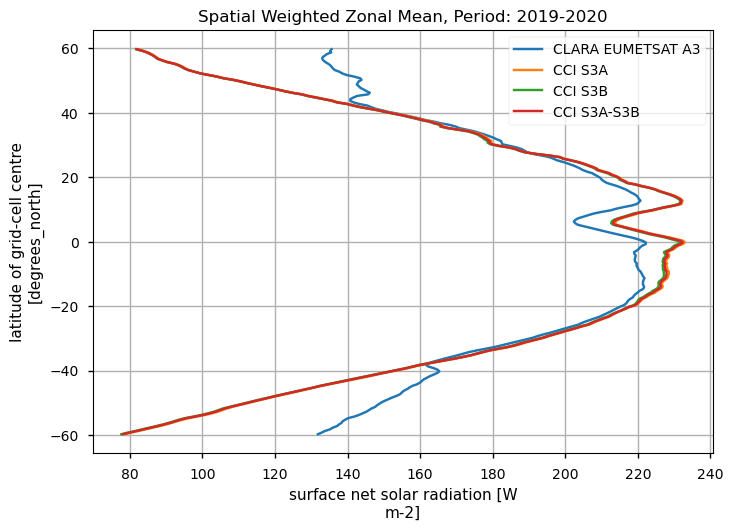 Spatial Weighted Zonal Mean, Period: 2019-2020
60
40
20
0
−20
−40
−60
latitude of grid-cell centre
[degrees_north]
CLARA EUMETSAT A3
CCI S3A
CCI S3B
CCI S3A-S3B
80 100 120 140 160 180 200 220 240
surface net solar radiation [W
m-2]